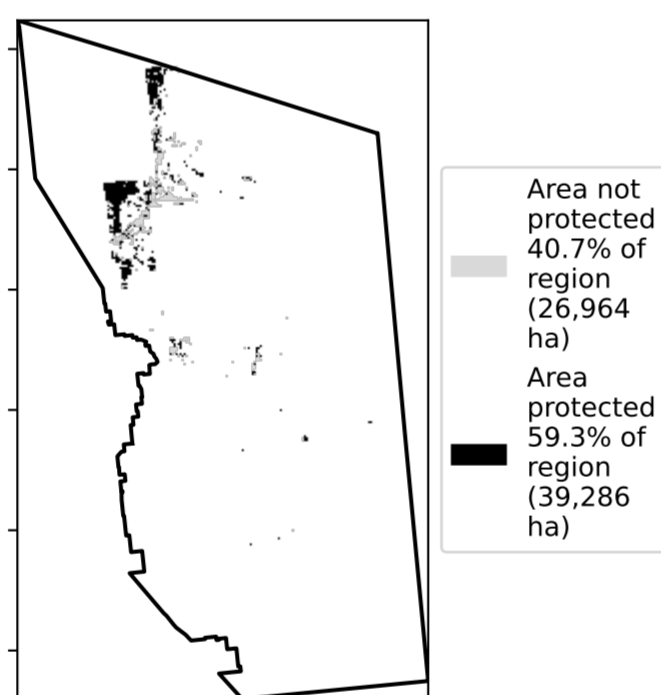 Area not
protected
40.7% of
region
(26,964
ha)
Area
protected
59.3% of
region
(39,286
ha)